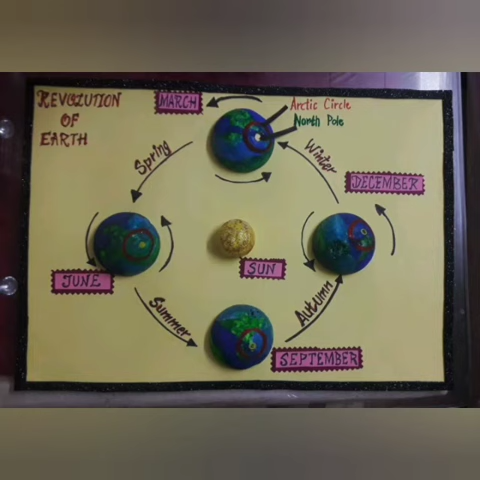 REVOLUTION
OF
EARTH
MARCH
Arctic Circle
North Pole
Spring
Winter
DECEMBER
SUN
JUNE
Summer
Autumn
SEPTEMBER